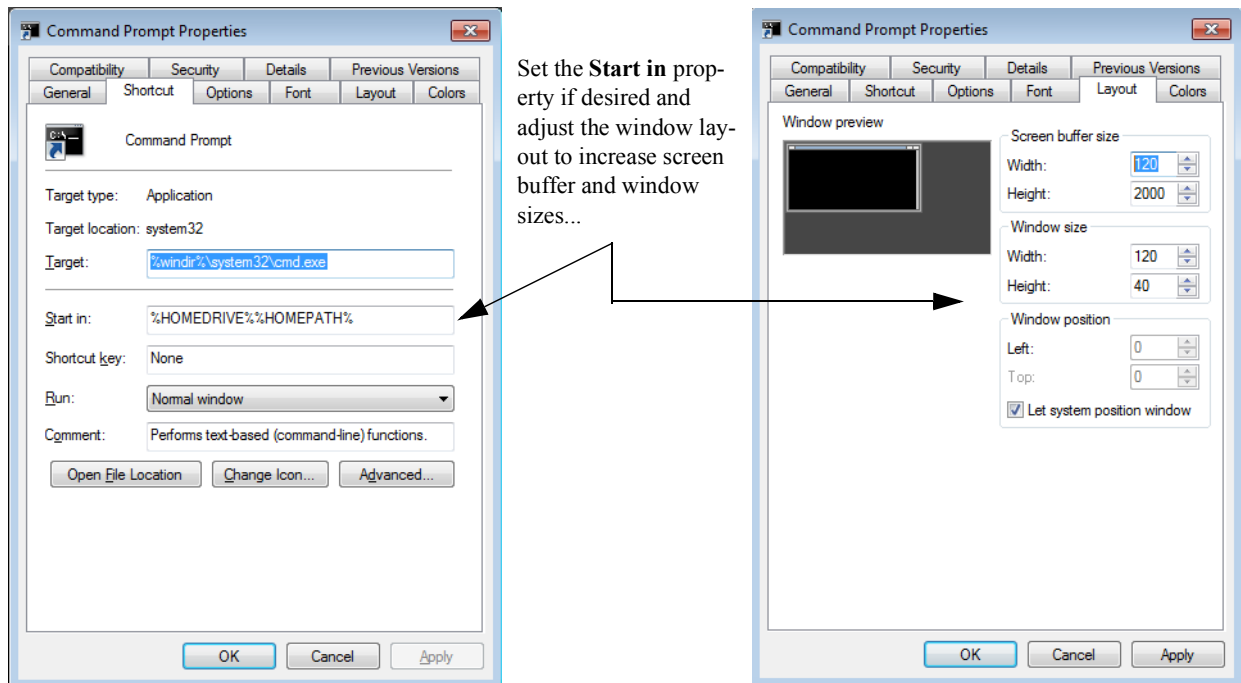 Command Prompt Properties
Compatibility Security Details Previous Versions
General Shortcut Options Font Layout Colors
C:\
Command Prompt
Target type: Application
Target location: system32
Target: %windir%\system32\cmd.exe
Start in: %HOMEDRIVE%%HOMEPATH%
Shortcut key: None
Run: Normal window
Comment: Performs text-based (command-line) functions.
Open File Location Change Icon... Advanced...
OK Cancel Apply
Set the Start in prop-
erty if desired and
adjust the window lay-
out to increase screen
buffer and window
sizes...
Command Prompt Properties
Compatibility Security Details Previous Versions
General Shortcut Options Font Layout Colors
Window preview
Screen buffer size
Width: 120
Height: 2000
Window size
Width: 120
Height: 40
Window position
Left: 0
Top: 0
Let system position window
OK Cancel Apply